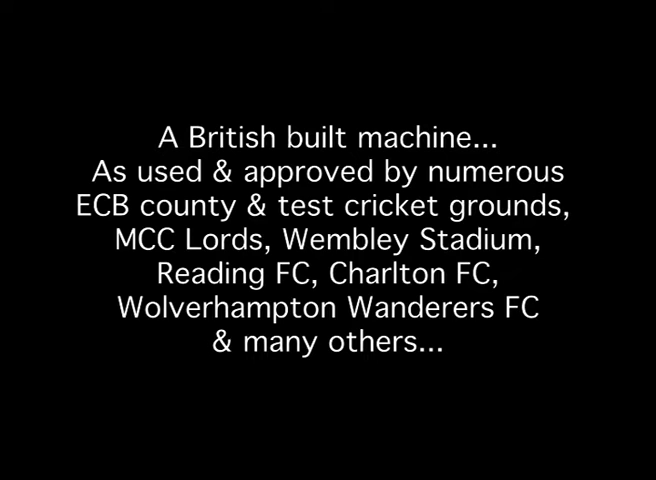 A British built machine...
As used & approved by numerous
ECB county & test cricket grounds,
MCC Lords, Wembley Stadium,
Reading FC, Charlton FC,
Wolverhampton Wanderers FC
& many others...